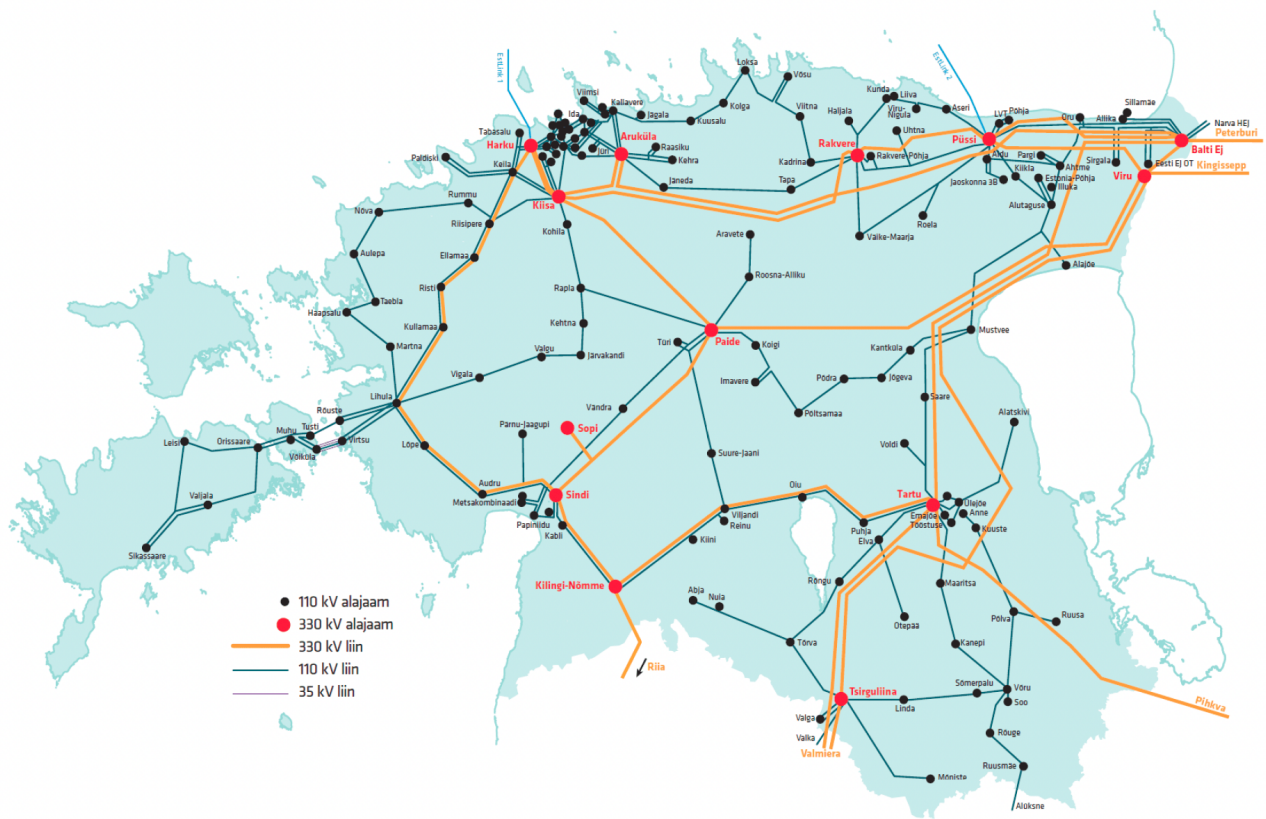 EstLink 1
EstLink 2
Loksa
Võsu
Viimsi
Kallavere
Ida
Jägala
Kolga
Kuusalu
Viitna
Haljala
Kunda
Liiva
Viru-
Nigula
Aseri
LVT
Pühja
Oru
Allika
Sillamäe
Narva HEJ
Peterburi
Tabasalu
Harku
Aruküla
Jüri
Raasiku
Kehra
Rakvere
Uhtna
Rakvere-Põhja
Püssi
Balti Ej
Kingissepp
Paldiski
Keila
Jäneda
Kadrina
Tapa
Aidu
Pargi
Kiikla
Ahtme
Sirgala
Eesti EJ OT
Viru
Estonia-Põhja
Illuka
Jaoskonna 3B
Alutaguse
Rummu
Kiisa
Nõva
Riisipere
Kohila
Aravete
Väike-Maarja
Roela
Aulepa
Ellamaa
Roosna-Alliku
Alajõe
Risti
Rapla
Taebla
Haapsalu
Kullamaa
Kehtna
Paide
Mustvee
Martna
Valgu
Järvakandi
Türi
Koigi
Kantküla
Vigala
Imavere
Põdra
Jõgeva
Lihula
Saare
Rõuste
Vändra
Põltsamaa
Alatskivi
Tusti
Muhu
Pärnu-Jaagupi
Sopi
Leisi
Orissaare
Virtsu
Võiküla
Lõpe
Voldi
Suure-Jaani
Valjala
Audru
Sindi
Oiu
Tartu
Ülejõe
Metsakombinaadi
Anne
Emajõe
Tööstuse
Papiniidu
Viljandi
Reinu
Puhja
Elva
Kuuste
Kabli
Kiini
Sikassaare
Kilingi-Nõmme
Rõngu
Maaritsa
Abja
Nuia
Otepää
Põlva
Ruusa
Tõrva
Kanepi
Riia
110 kV alajaam
330 kV alajaam
330 kV liin
110 kV liin
35 kV liin
Tsirguliina
Sõmerpalu
Võru
Soo
Linda
Pihkva
Valga
Valka
Valmiera
Rõuge
Ruusmäe
Mõniste
Alūksne